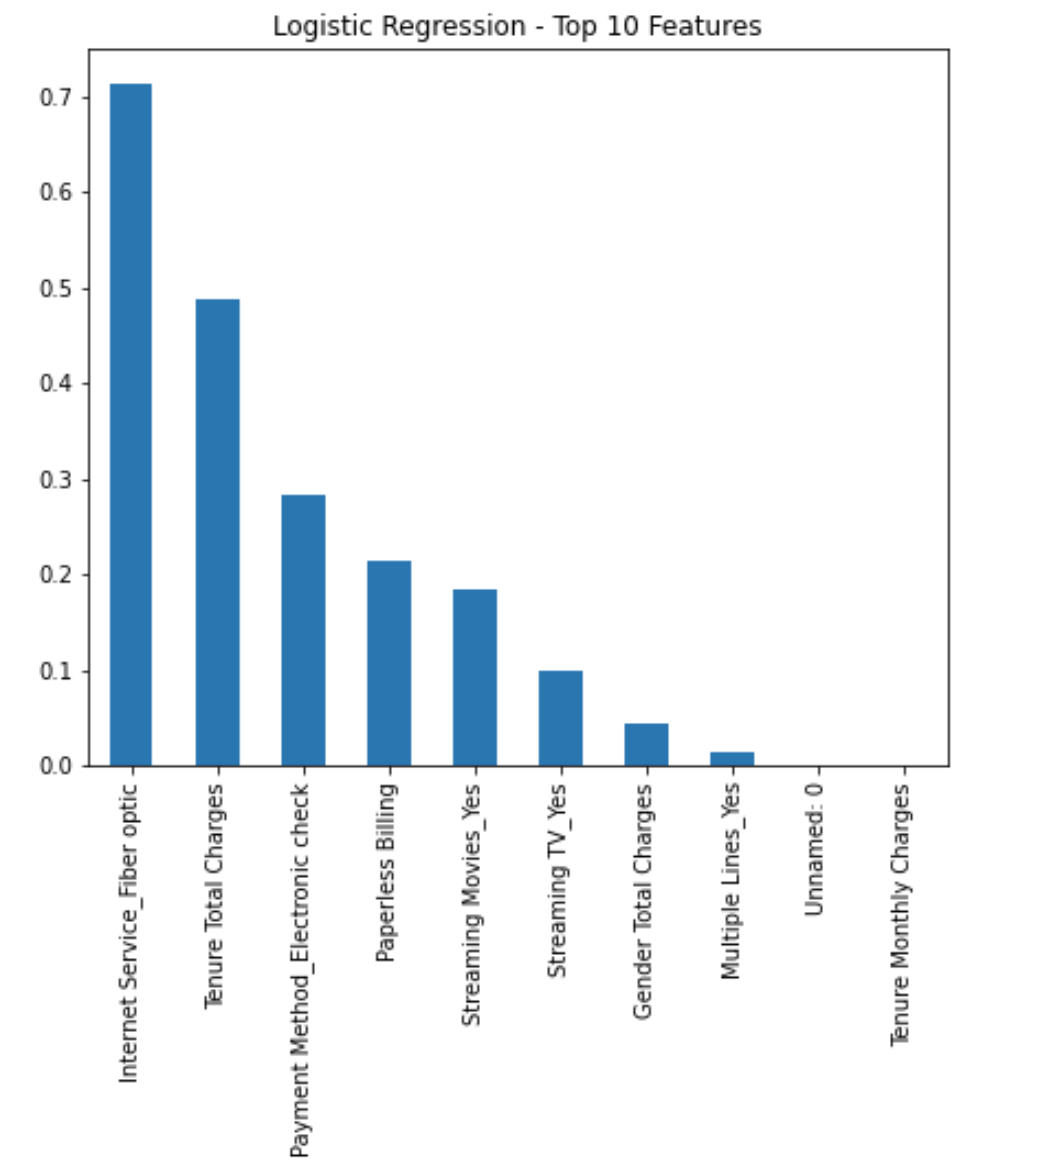 Logistic Regression - Top 10 Features
0.7
0.6
0.5
0.4
0.3
0.2
0.1
0.0
Internet Service_Fiber optic
Tenure Total Charges
Payment Method_Electronic check
Paperless Billing
Streaming Movies_Yes
Streaming TV_Yes
Gender Total Charges
Multiple Lines_Yes
Unnamed: 0
Tenure Monthly Charges